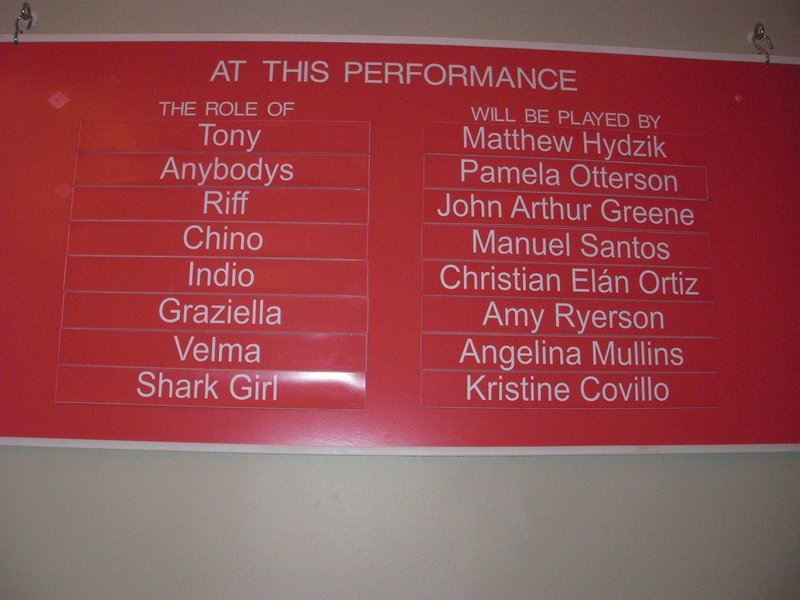 AT THIS PERFORMANCE
THE ROLE OF WILL BE PLAYED BY
Tony Matthew Hydzik
Anybodys Pamela Otterson
Riff John Arthur Greene
Chino Manuel Santos
Indio Christian Elán Ortiz
Graziella Amy Ryerson
Velma Angelina Mullins
Shark Girl Kristine Covillo